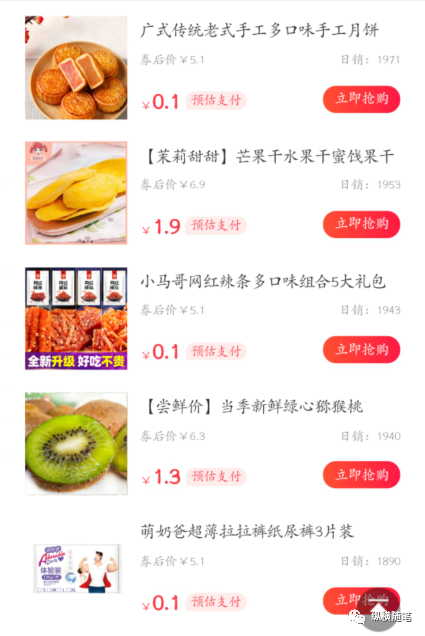 广式传统老式手工多口味手工月饼
券后价￥5.1 日销：1971
￥0.1 预估支付 立即抢购
【茉莉甜甜】芒果干水果干蜜饯果干
券后价￥6.9 日销：1953
￥1.9 预估支付 立即抢购
小马哥网红辣条多口味组合5大礼包
券后价￥5.1 日销：1943
￥0.1 预估支付 立即抢购
全新升级 好吃不贵
【尝鲜价】当季新鲜绿心猕猴桃
券后价￥6.3 日销：1940
￥1.3 预估支付 立即抢购
萌奶爸超薄拉拉裤纸尿裤3片装
券后价￥5.1 日销：1890
体验装
￥0.1 预估支付 立即抢购
纵横随笔